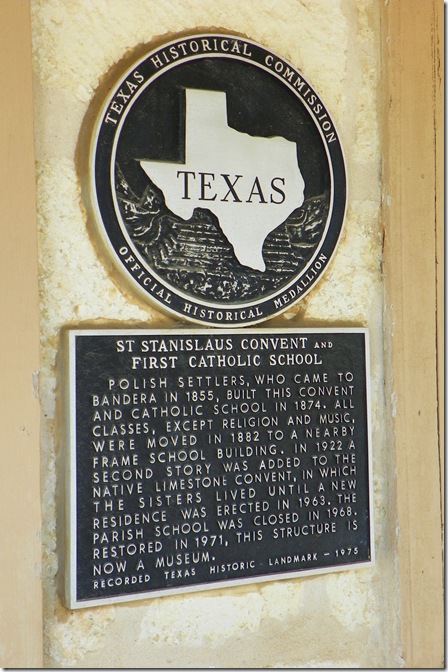 TEXAS HISTORICAL COMMISSION
TEXAS
OFFICIAL HISTORICAL MEDALLION
ST STANISLAUS CONVENT AND
FIRST CATHOLIC SCHOOL
POLISH SETTLERS, WHO CAME TO
BANDERA IN 1855, BUILT THIS CONVENT
AND CATHOLIC SCHOOL IN 1874. ALL
CLASSES, EXCEPT RELIGION AND MUSIC,
WERE MOVED IN 1882 TO A NEARBY
FRAME SCHOOL BUILDING. IN 1922 A
SECOND STORY WAS ADDED TO THE
NATIVE LIMESTONE CONVENT, IN WHICH
THE SISTERS LIVED UNTIL A NEW
RESIDENCE WAS ERECTED IN 1963. THE
PARISH SCHOOL WAS CLOSED IN 1968.
RESTORED IN 1971, THIS STRUCTURE IS
NOW A MUSEUM.
RECORDED TEXAS HISTORIC LANDMARK - 1975